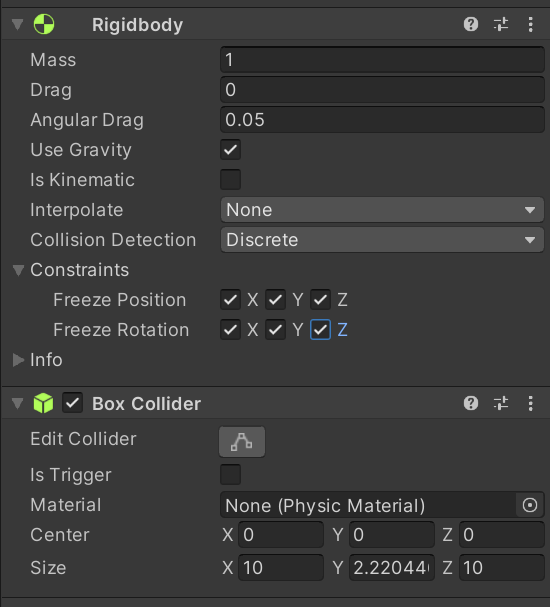 Rigidbody
Mass 1
Drag 0
Angular Drag 0.05
Use Gravity
Is Kinematic
Interpolate None
Collision Detection Discrete
Constraints
Freeze Position X Y Z
Freeze Rotation X Y Z
Info
Box Collider
Edit Collider
Is Trigger
Material None (Physic Material)
Center X 0 Y 0 Z 0
Size X 10 Y 2.22044 Z 10